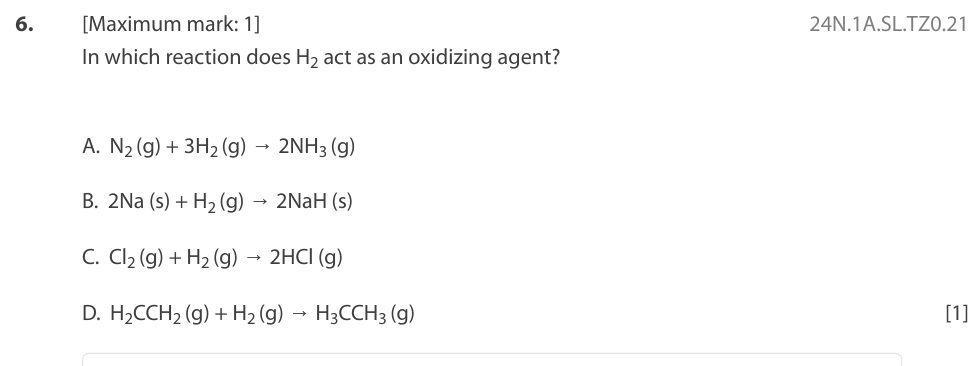 6. [Maximum mark: 1] 24N.1A.SL.TZ0.21
In which reaction does H₂ act as an oxidizing agent?
A. N₂ (g) + 3H₂ (g) → 2NH₃ (g)
B. 2Na (s) + H₂ (g) → 2NaH (s)
C. Cl₂ (g) + H₂ (g) → 2HCl (g)
D. H₂CCH₂ (g) + H₂ (g) → H₃CCH₃ (g) [1]